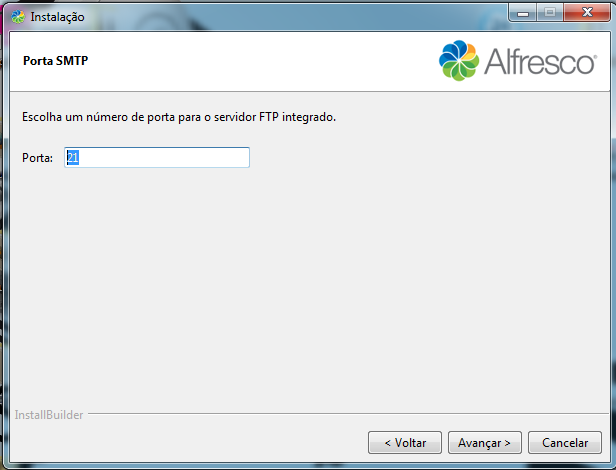 Instalação
Porta SMTP
Alfresco®
Escolha um número de porta para o servidor FTP integrado.
Porta: 21
InstallBuilder
< Voltar Avançar > Cancelar